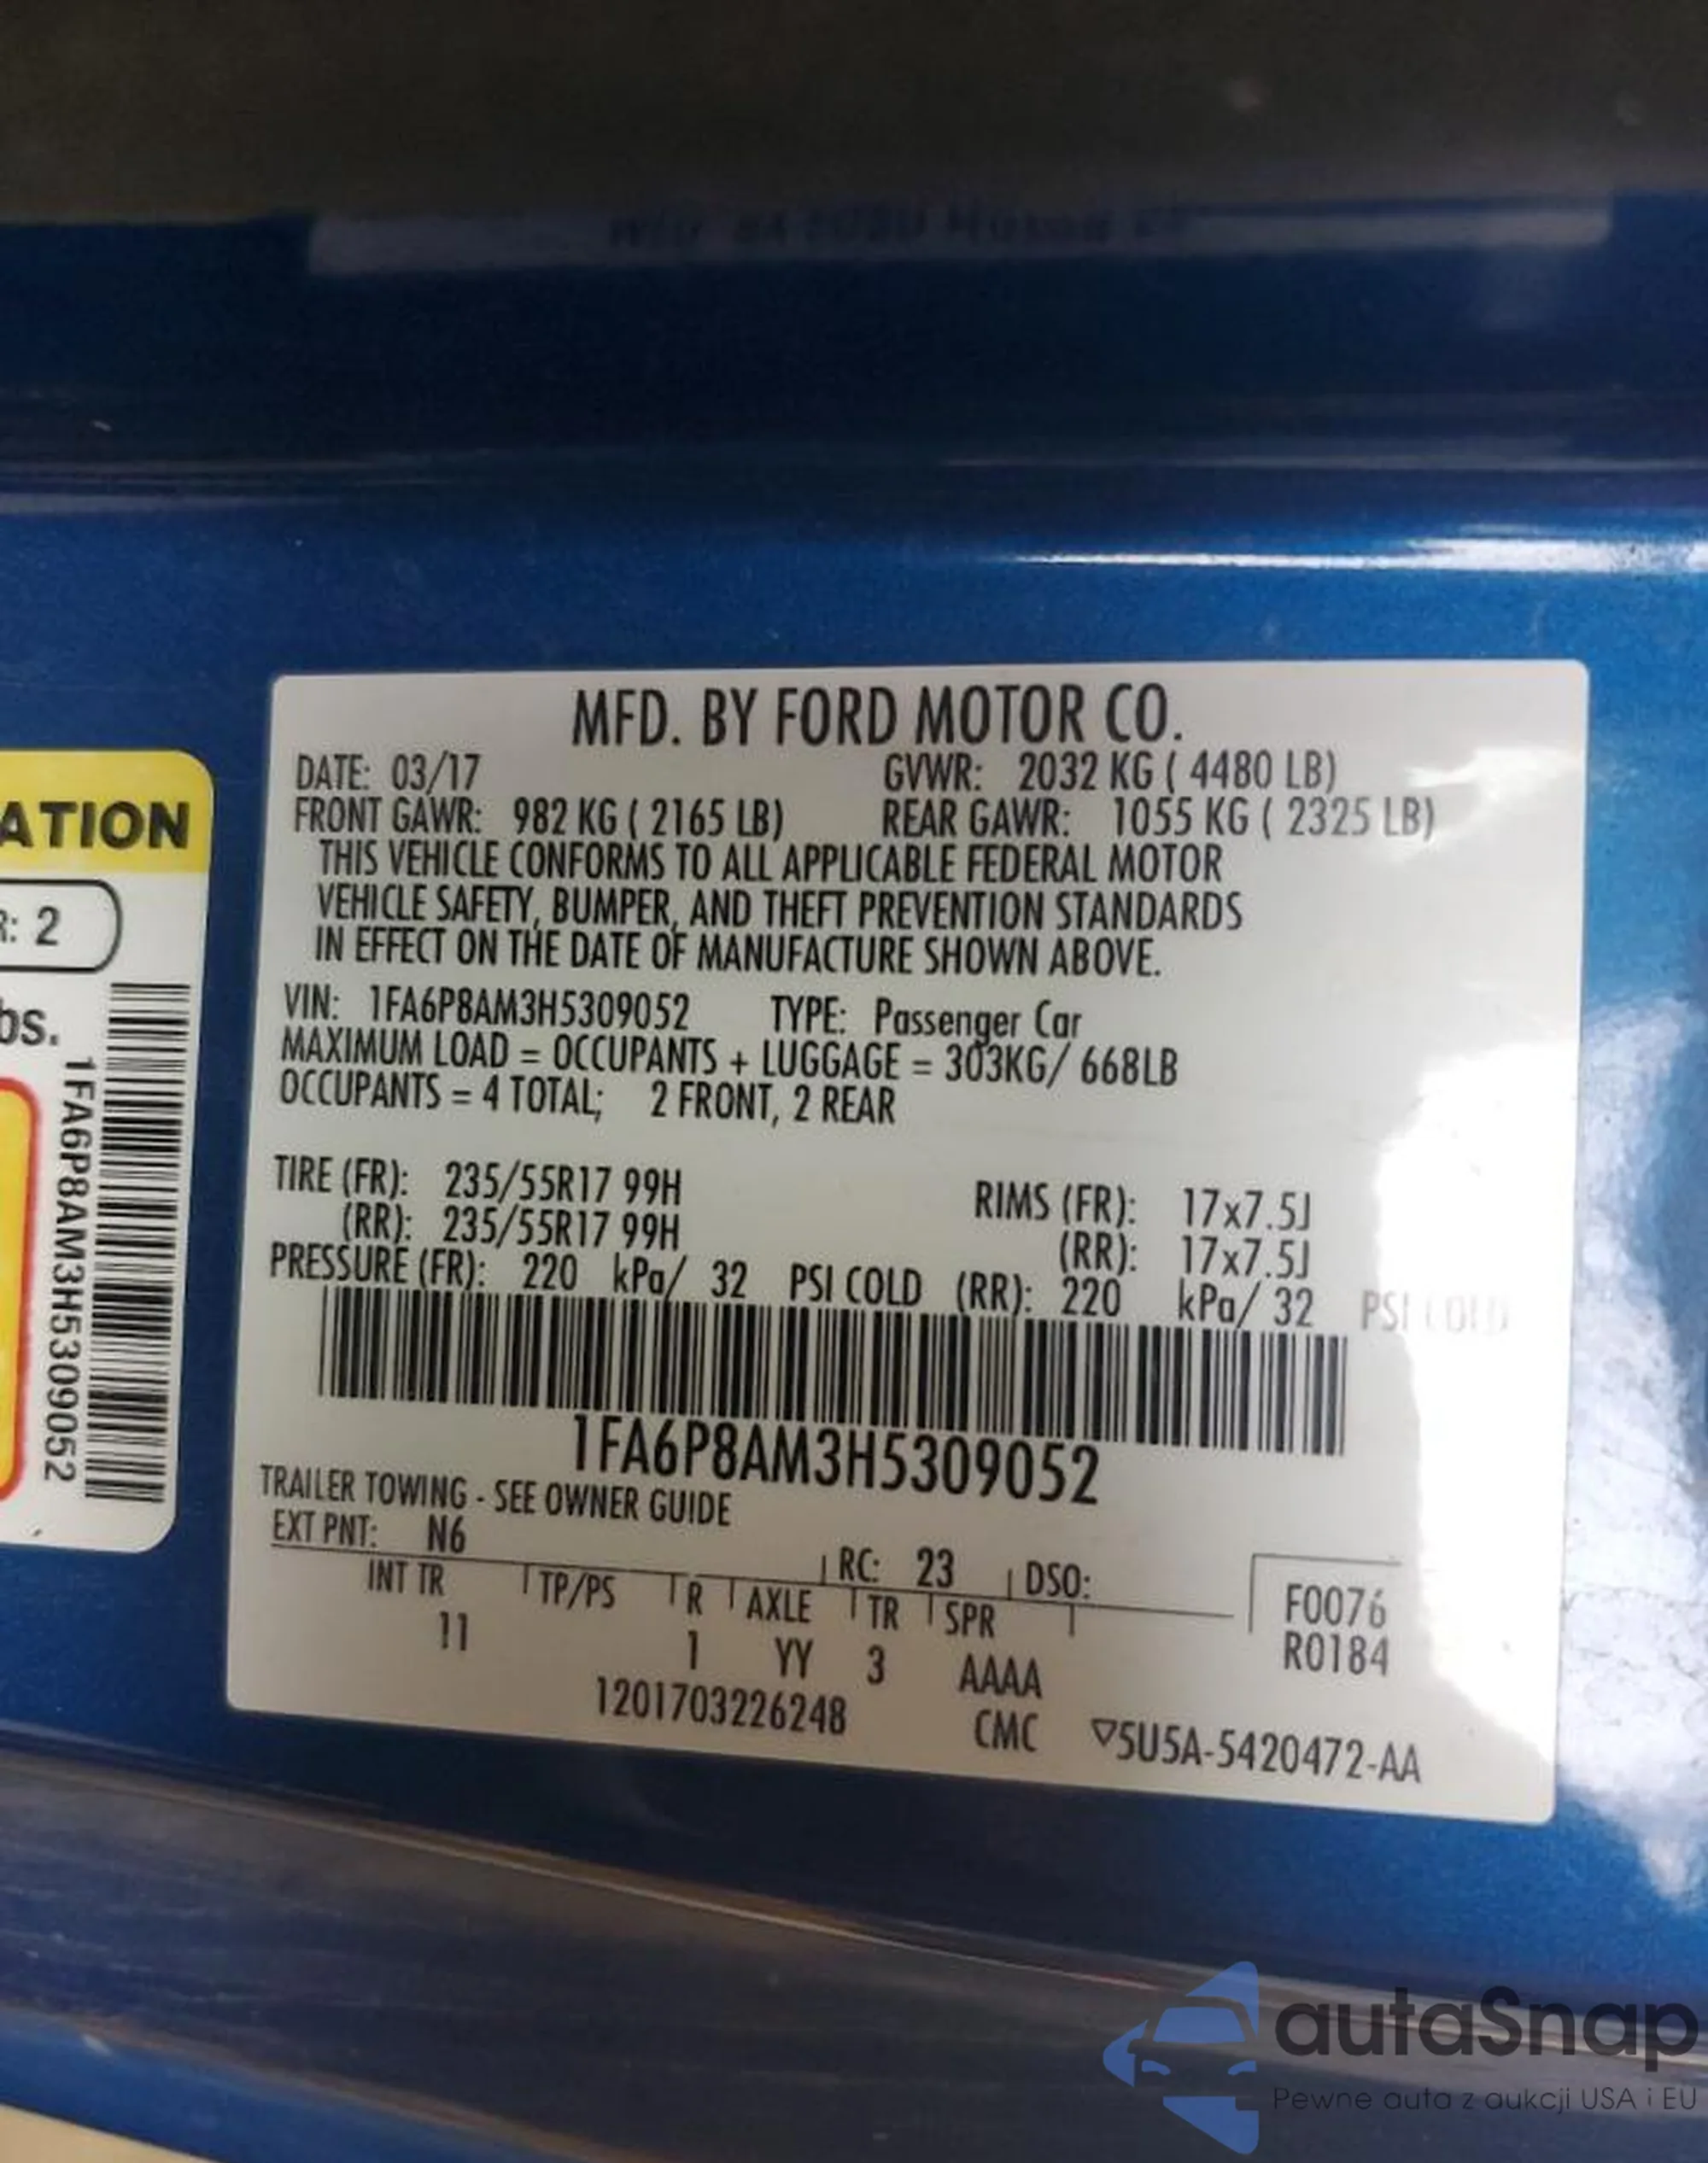 MFD. BY FORD MOTOR CO.
DATE: 03/17 GVWR: 2032 KG ( 4480 LB)
FRONT GAWR: 982 KG ( 2165 LB) REAR GAWR: 1055 KG ( 2325 LB)
THIS VEHICLE CONFORMS TO ALL APPLICABLE FEDERAL MOTOR
VEHICLE SAFETY, BUMPER, AND THEFT PREVENTION STANDARDS
IN EFFECT ON THE DATE OF MANUFACTURE SHOWN ABOVE.
VIN: 1FA6P8AM3H5309052 TYPE: Passenger Car
MAXIMUM LOAD = OCCUPANTS + LUGGAGE = 303KG/ 668LB
OCCUPANTS = 4 TOTAL; 2 FRONT, 2 REAR
TIRE (FR): 235/55R17 99H RIMS (FR): 17x7.5J
(RR): 235/55R17 99H (RR): 17x7.5J
PRESSURE (FR): 220 kPa/ 32 PSI COLD (RR): 220 kPa/ 32 PSI COLD
1FA6P8AM3H5309052
TRAILER TOWING - SEE OWNER GUIDE
EXT PNT: N6 RC: 23 DSO:
INT TR TP/PS R AXLE TR SPR
11 1 YY 3 AAAA
F0076
R0184
1201703226248 CMC ▽5U5A-5420472-AA
ATION
R: 2
bs.
1FA6P8AM3H5309052
autaSnap
Pewne auta z aukcji USA i EU